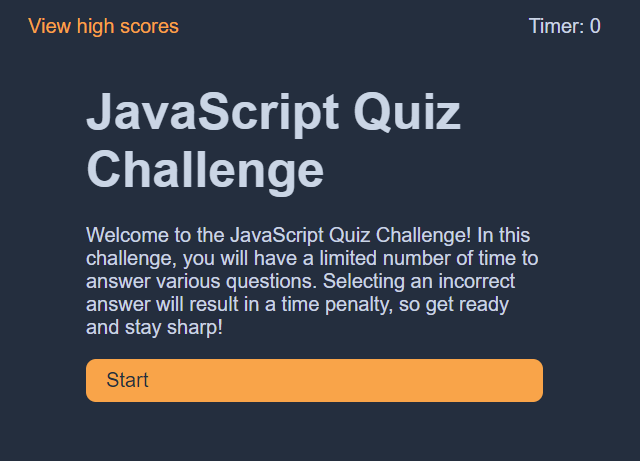 View high scores
Timer: 0
JavaScript Quiz
Challenge
Welcome to the JavaScript Quiz Challenge! In this
challenge, you will have a limited number of time to
answer various questions. Selecting an incorrect
answer will result in a time penalty, so get ready
and stay sharp!
Start